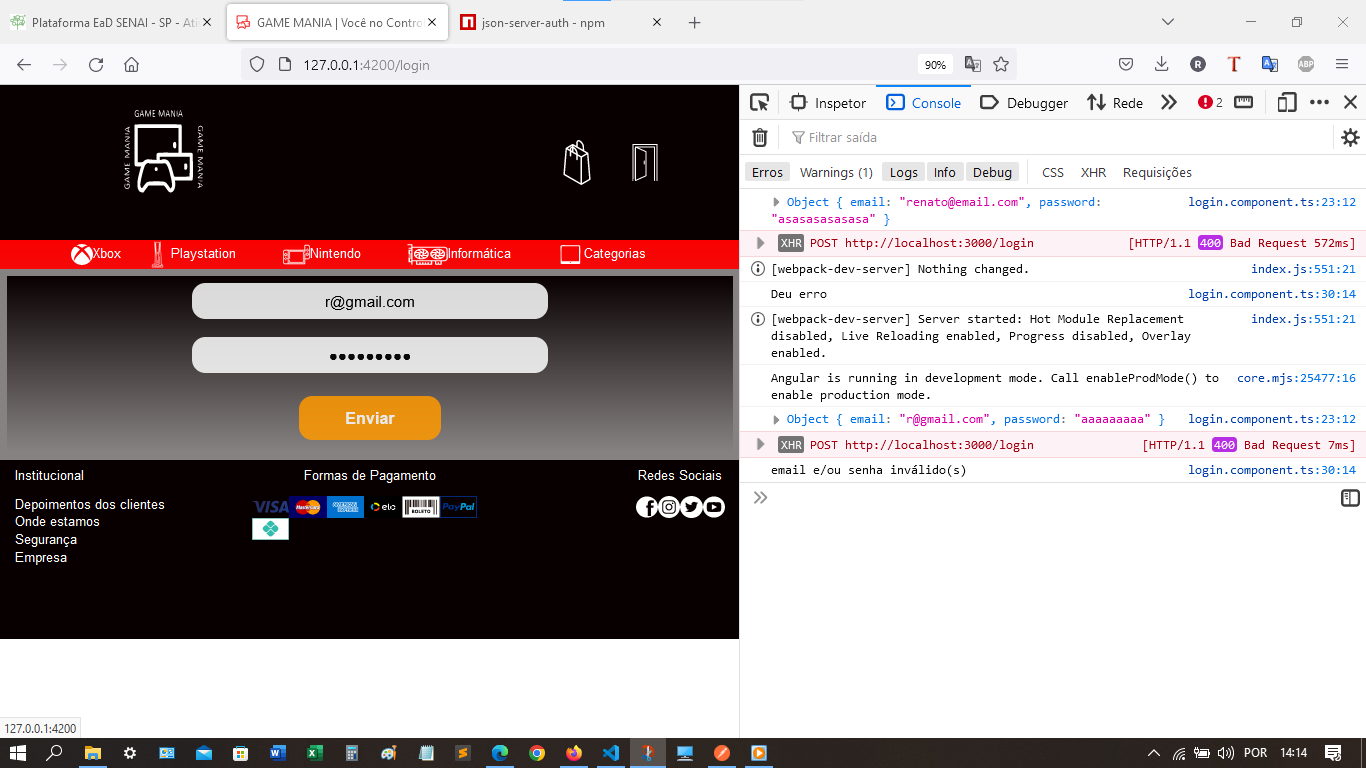 Plataforma EaD SENAI - SP - Ati
GAME MANIA | Você no Contro
json-server-auth - npm
127.0.0.1:4200/login
90%
GAME MANIA
GAME MANIA
GAME MANIA
Xbox
Playstation
Nintendo
Informática
Categorias
r@gmail.com
●●●●●●●●●
Enviar
Institucional
Depoimentos dos clientes
Onde estamos
Segurança
Empresa
Formas de Pagamento
VISA
MasterCard
AMERICAN EXPRESS
elo
BOLETO
PayPal
Redes Sociais
127.0.0.1:4200
Inspetor
Console
Debugger
Rede
2
Filtrar saída
Erros
Warnings (1)
Logs
Info
Debug
CSS
XHR
Requisições
Object { email: "renato@email.com", password: login.component.ts:23:12
"asasasasasasa" }
XHR POST http://localhost:3000/login [HTTP/1.1 400 Bad Request 572ms]
[webpack-dev-server] Nothing changed. index.js:551:21
Deu erro login.component.ts:30:14
[webpack-dev-server] Server started: Hot Module Replacement index.js:551:21
disabled, Live Reloading enabled, Progress disabled, Overlay
enabled.
Angular is running in development mode. Call enableProdMode() to core.mjs:25477:16
enable production mode.
Object { email: "r@gmail.com", password: "aaaaaaaaa" } login.component.ts:23:12
XHR POST http://localhost:3000/login [HTTP/1.1 400 Bad Request 7ms]
email e/ou senha inválido(s) login.component.ts:30:14
POR
14:14